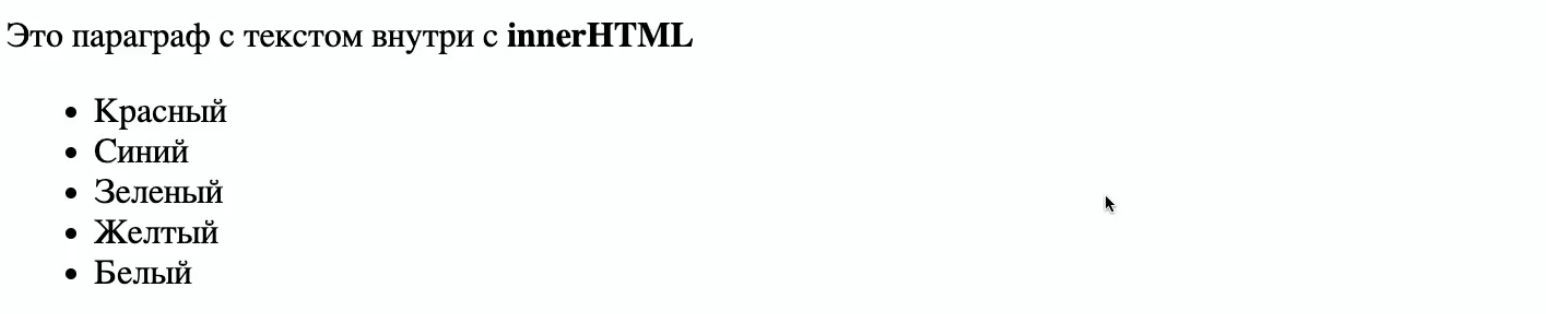 Это параграф с текстом внутри с innerHTML
• Красный
• Синий
• Зеленый
• Желтый
• Белый